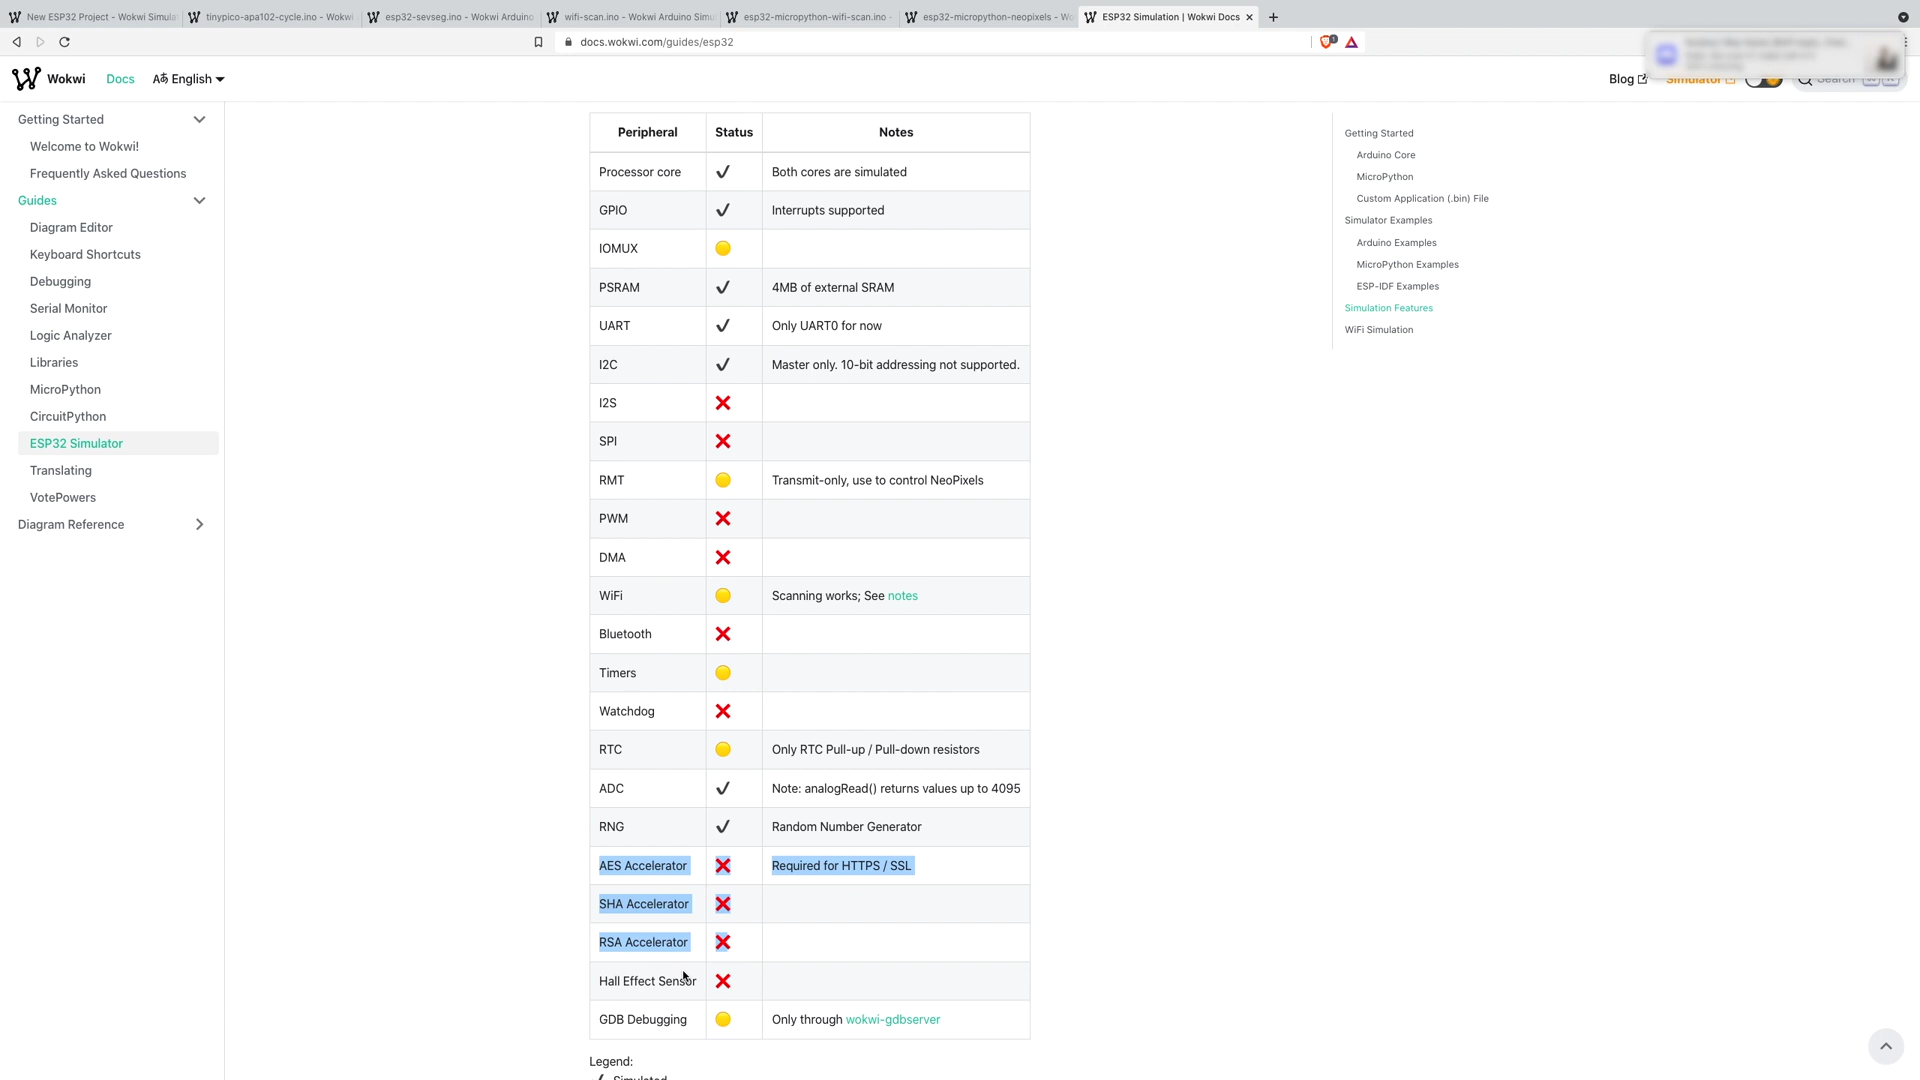 New ESP32 Project - Wokwi Simula
tinypico-apa102-cycle.ino - Wokwi
esp32-sevseg.ino - Wokwi Arduino
wifi-scan.ino - Wokwi Arduino Simu
esp32-micropython-wifi-scan.ino -
esp32-micropython-neopixels - Wo
ESP32 Simulation | Wokwi Docs
docs.wokwi.com/guides/esp32
1
Wokwi
Docs
English
Blog
Simulator
Search
Getting Started
Welcome to Wokwi!
Frequently Asked Questions
Guides
Diagram Editor
Keyboard Shortcuts
Debugging
Serial Monitor
Logic Analyzer
Libraries
MicroPython
CircuitPython
ESP32 Simulator
Translating
VotePowers
Diagram Reference
Peripheral Status Notes
Processor core ✔ Both cores are simulated
GPIO ✔ Interrupts supported
IOMUX 🟡
PSRAM ✔ 4MB of external SRAM
UART ✔ Only UART0 for now
I2C ✔ Master only. 10-bit addressing not supported.
I2S ❌
SPI ❌
RMT 🟡 Transmit-only, use to control NeoPixels
PWM ❌
DMA ❌
WiFi 🟡 Scanning works; See notes
Bluetooth ❌
Timers 🟡
Watchdog ❌
RTC 🟡 Only RTC Pull-up / Pull-down resistors
ADC ✔ Note: analogRead() returns values up to 4095
RNG ✔ Random Number Generator
AES Accelerator ❌ Required for HTTPS / SSL
SHA Accelerator ❌
RSA Accelerator ❌
Hall Effect Sensor ❌
GDB Debugging 🟡 Only through wokwi-gdbserver
Legend:
✔ Simulated
Getting Started
Arduino Core
MicroPython
Custom Application (.bin) File
Simulator Examples
Arduino Examples
MicroPython Examples
ESP-IDF Examples
Simulation Features
WiFi Simulation